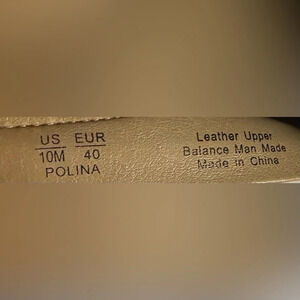 US EUR
10M 40
POLINA
Leather Upper
Balance Man Made
Made in China